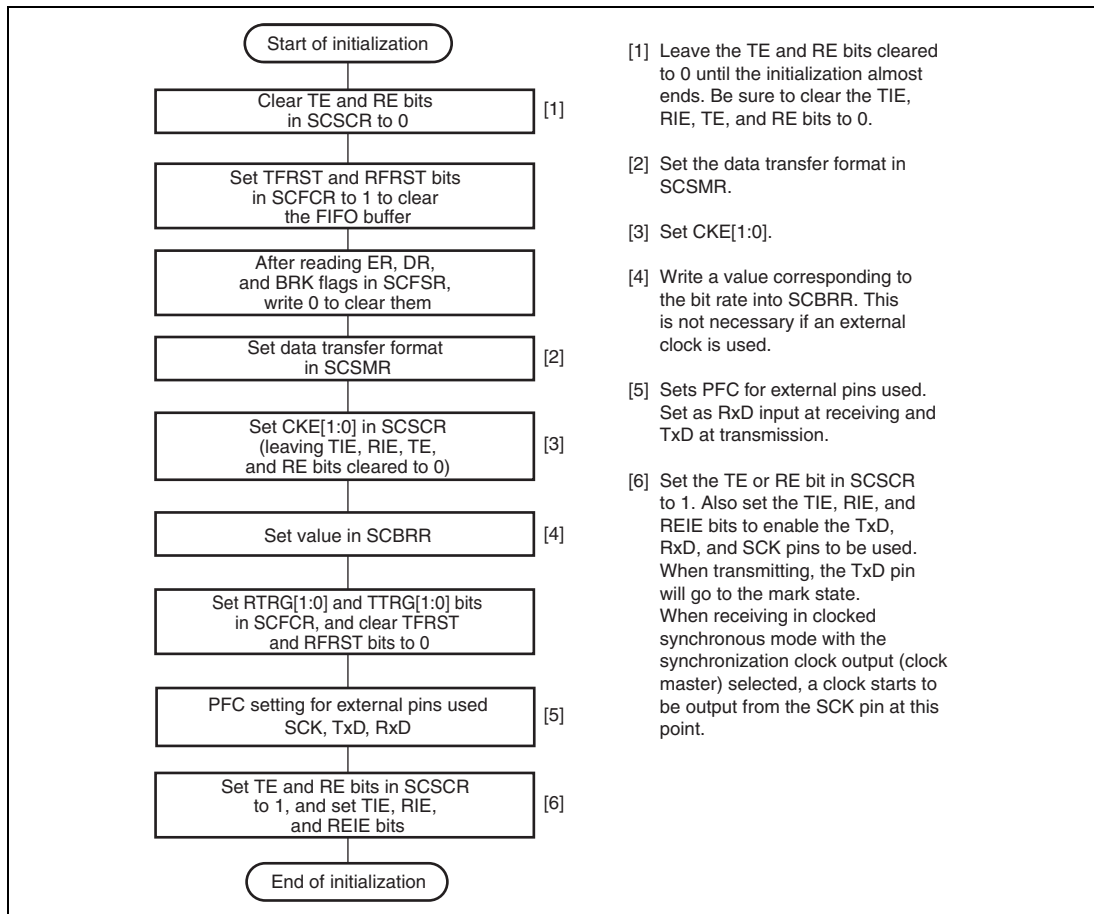 Start of initialization
Clear TE and RE bits
in SCSCR to 0
[1]
Set TFRST and RFRST bits
in SCFCR to 1 to clear
the FIFO buffer
After reading ER, DR,
and BRK flags in SCFSR,
write 0 to clear them
Set data transfer format
in SCSMR
[2]
Set CKE[1:0] in SCSCR
(leaving TIE, RIE, TE,
and RE bits cleared to 0)
[3]
Set value in SCBRR
[4]
Set RTRG[1:0] and TTRG[1:0] bits
in SCFCR, and clear TFRST
and RFRST bits to 0
PFC setting for external pins used
SCK, TxD, RxD
[5]
Set TE and RE bits in SCSCR
to 1, and set TIE, RIE,
and REIE bits
[6]
End of initialization
[1] Leave the TE and RE bits cleared
to 0 until the initialization almost
ends. Be sure to clear the TIE,
RIE, TE, and RE bits to 0.
[2] Set the data transfer format in
SCSMR.
[3] Set CKE[1:0].
[4] Write a value corresponding to
the bit rate into SCBRR. This
is not necessary if an external
clock is used.
[5] Sets PFC for external pins used.
Set as RxD input at receiving and
TxD at transmission.
[6] Set the TE or RE bit in SCSCR
to 1. Also set the TIE, RIE, and
REIE bits to enable the TxD,
RxD, and SCK pins to be used.
When transmitting, the TxD pin
will go to the mark state.
When receiving in clocked
synchronous mode with the
synchronization clock output (clock
master) selected, a clock starts to
be output from the SCK pin at this
point.